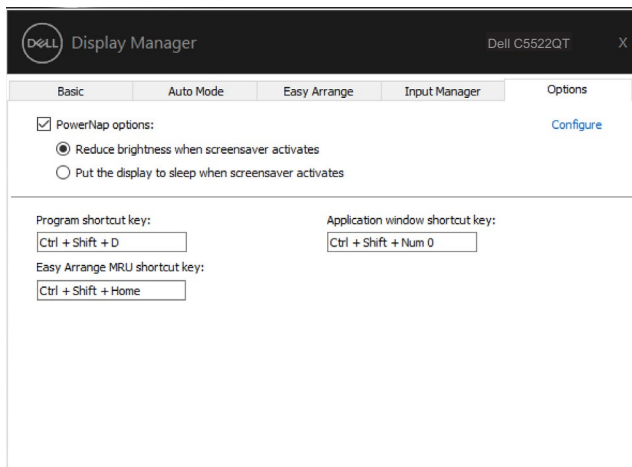 DELL Display Manager
Dell C5522QT X
Basic Auto Mode Easy Arrange Input Manager Options
PowerNap options: Configure
Reduce brightness when screensaver activates
Put the display to sleep when screensaver activates
Program shortcut key: Application window shortcut key:
Ctrl + Shift + D Ctrl + Shift + Num 0
Easy Arrange MRU shortcut key:
Ctrl + Shift + Home